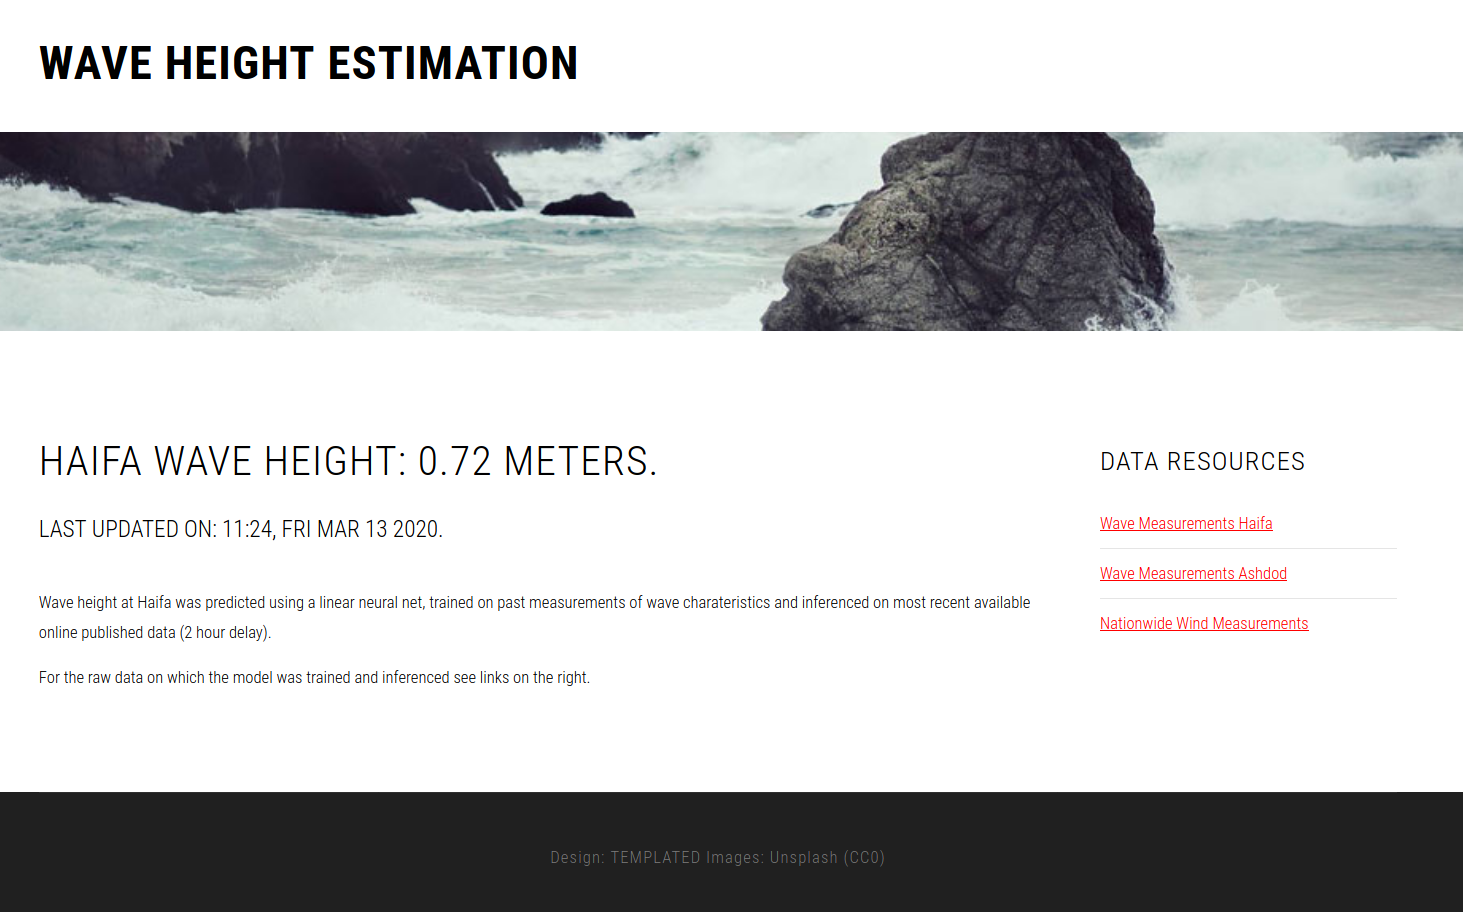 WAVE HEIGHT ESTIMATION
HAIFA WAVE HEIGHT: 0.72 METERS.
LAST UPDATED ON: 11:24, FRI MAR 13 2020.
Wave height at Haifa was predicted using a linear neural net, trained on past measurements of wave charateristics and inferenced on most recent available
online published data (2 hour delay).
For the raw data on which the model was trained and inferenced see links on the right.
DATA RESOURCES
Wave Measurements Haifa
Wave Measurements Ashdod
Nationwide Wind Measurements
Design: TEMPLATED Images: Unsplash (CC0)